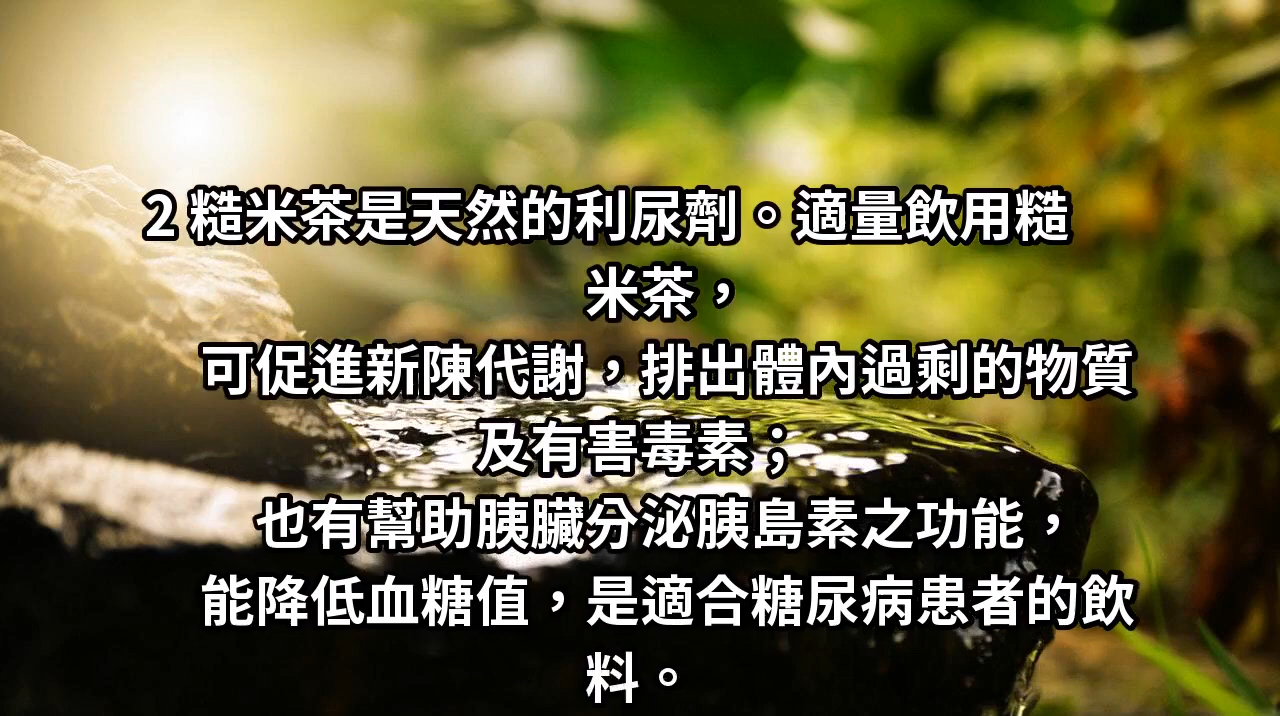 2 糙米茶是天然的利尿劑。適量飲用糙
米茶，
可促進新陳代謝，排出體內過剩的物質
及有害毒素；
也有幫助胰臟分泌胰島素之功能，
能降低血糖值，是適合糖尿病患者的飲
料。